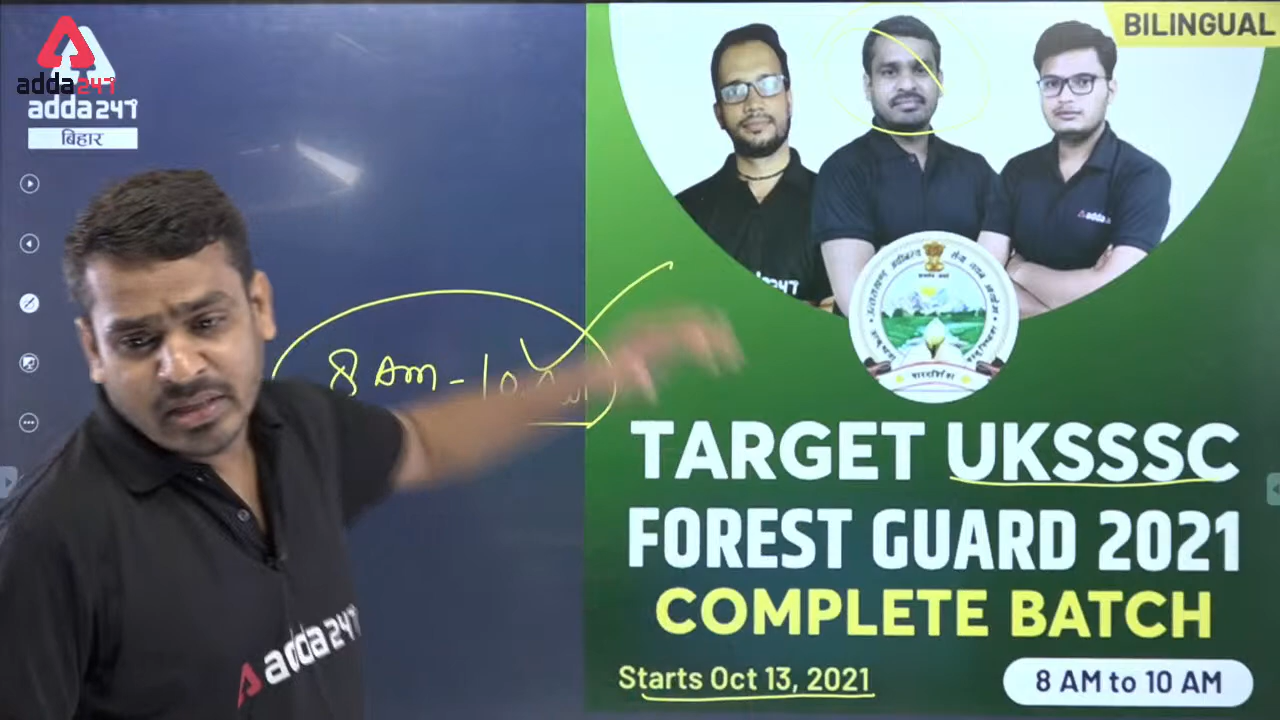 adda247
adda247
बिहार
BILINGUAL
adda
8 Am - 10
TARGET UKSSSC
FOREST GUARD 2021
COMPLETE BATCH
Starts Oct 13, 2021
8 AM to 10 AM
adda247